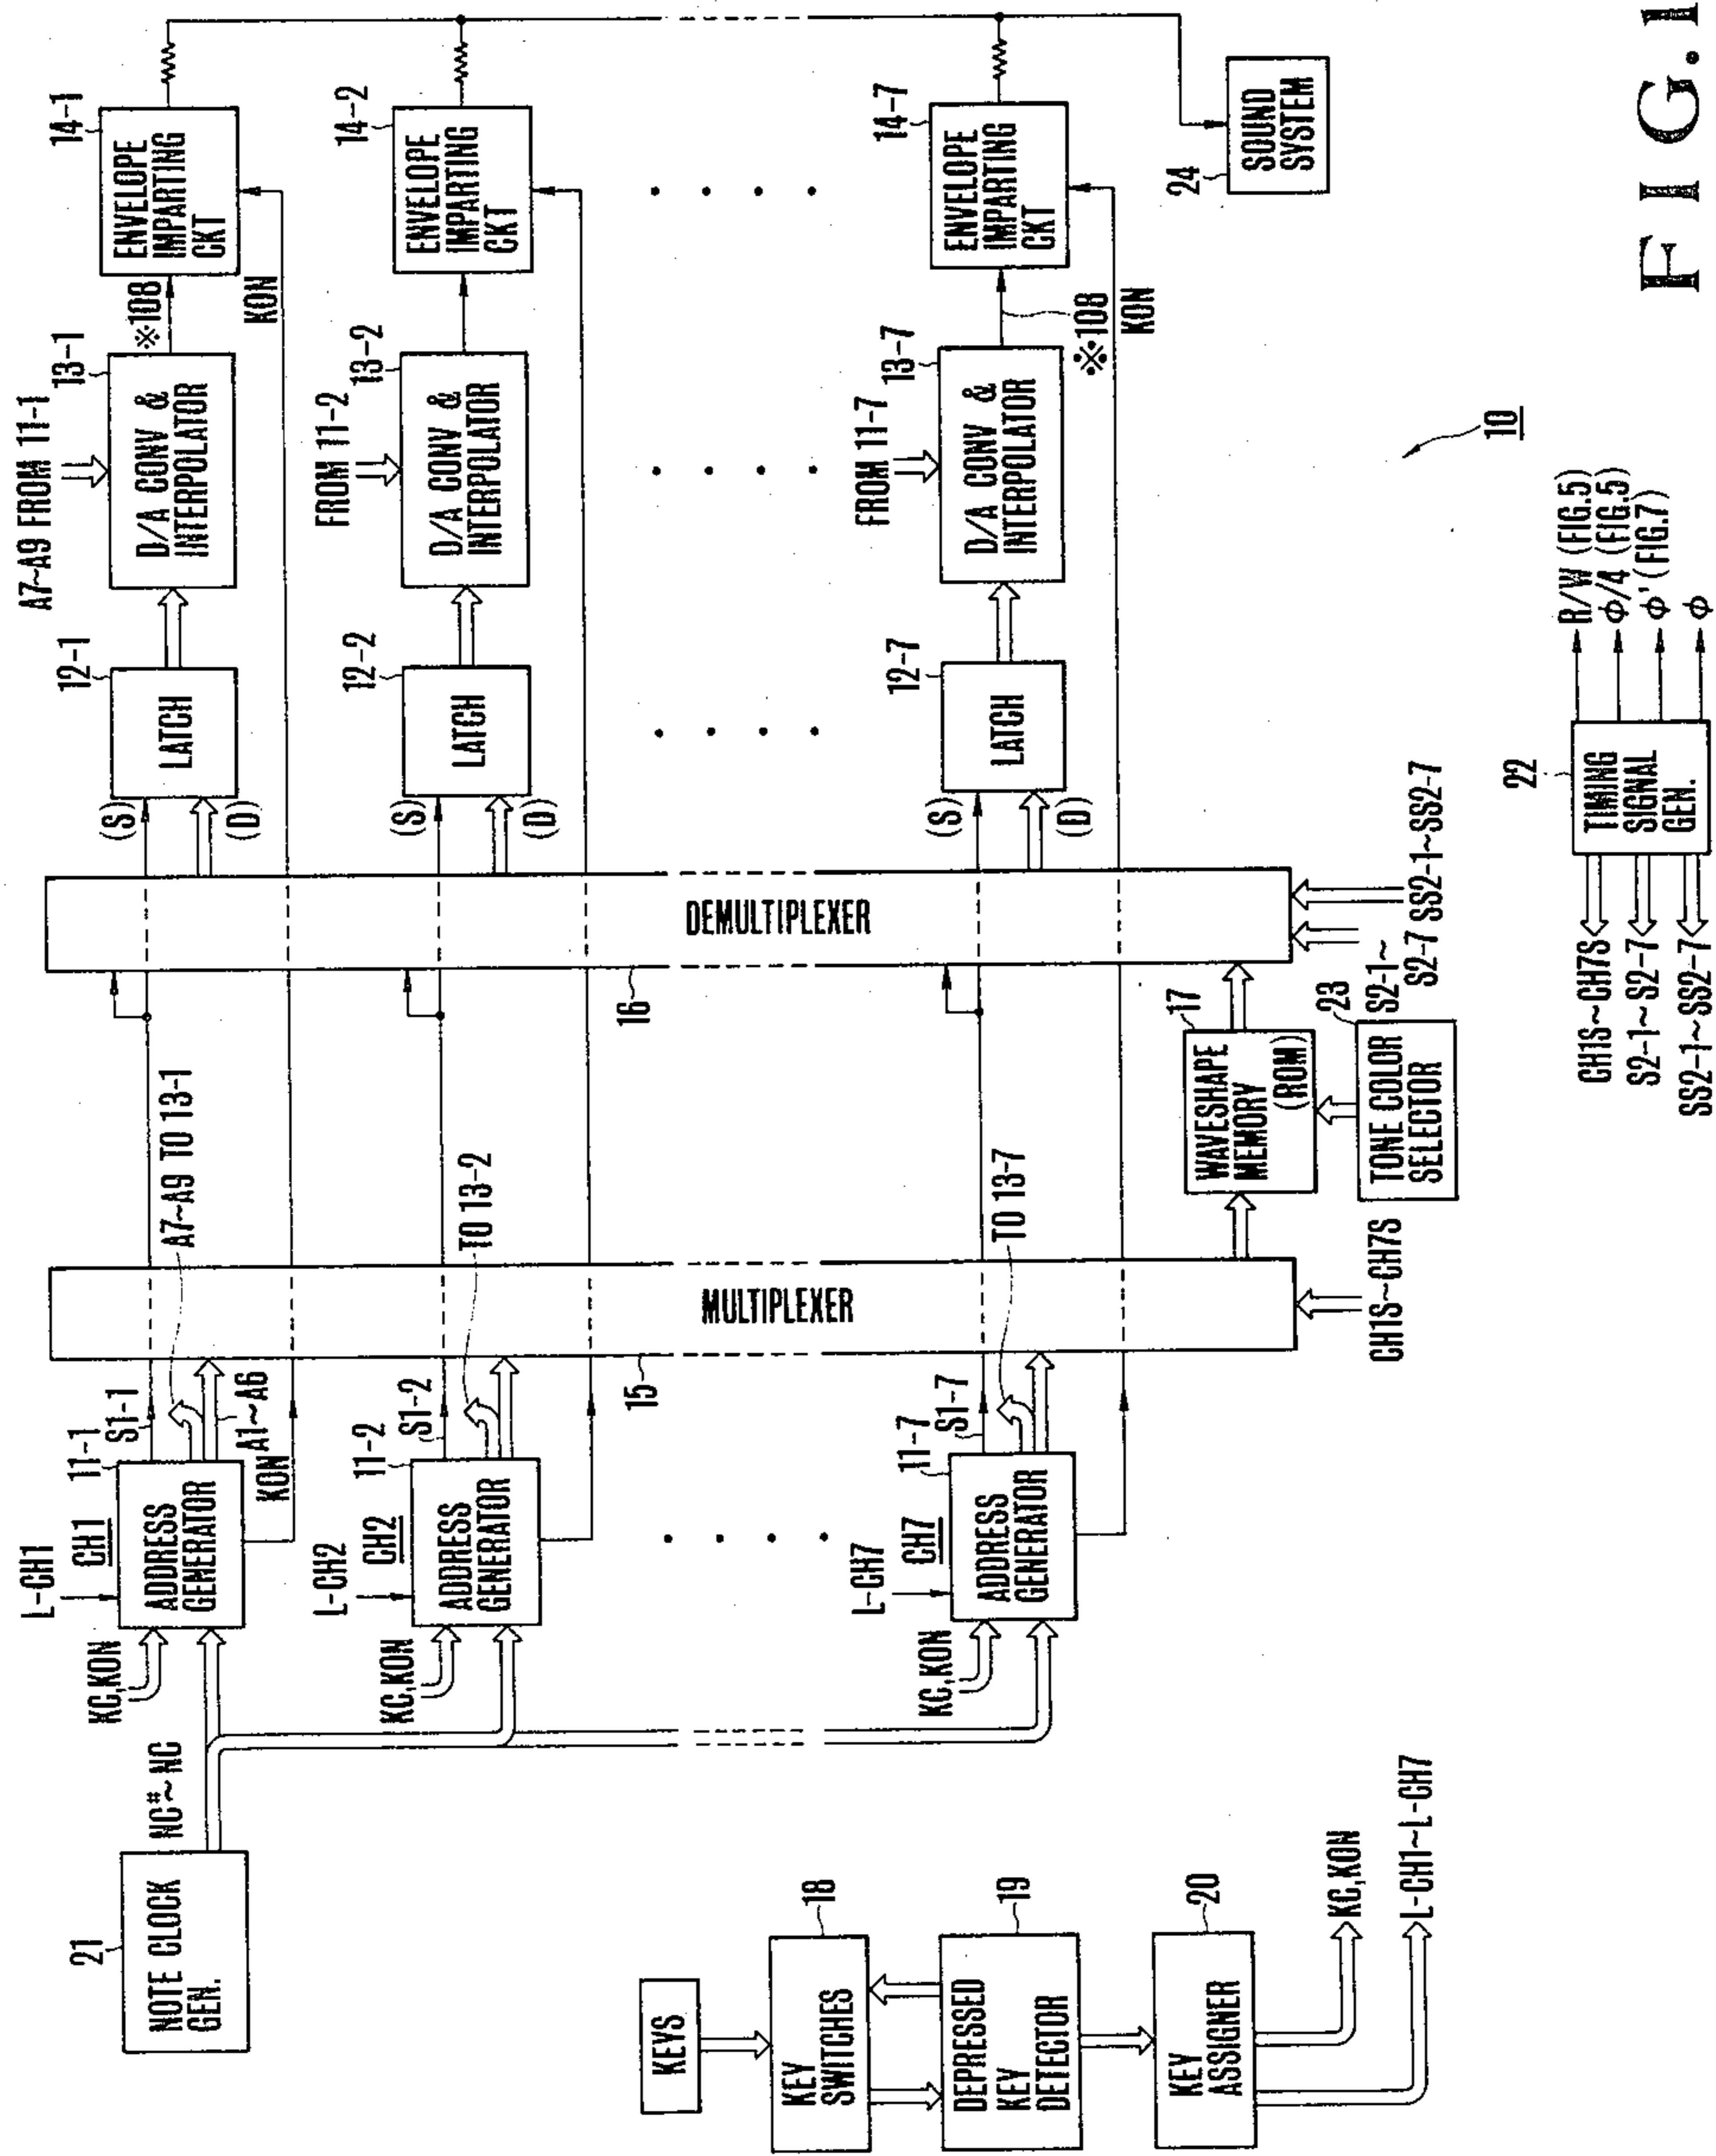 21
NOTE CLOCK
GEN.
NC#~NC
L-CH1
CH1
KC,KON
11-1
ADDRESS
GENERATOR
S1-1
A7~A9 TO 13-1
A1~A6
KON
12-1
(S)
(D)
LATCH
A7~A9 FROM 11-1
13-1
D/A CONV &
INTERPOLATOR
※108
14-1
ENVELOPE
IMPARTING
CKT
KON
L-CH2
CH2
KC,KON
11-2
ADDRESS
GENERATOR
S1-2
TO 13-2
12-2
(S)
(D)
LATCH
FROM 11-2
13-2
D/A CONV &
INTERPOLATOR
14-2
ENVELOPE
IMPARTING
CKT
15
MULTIPLEXER
16
DEMULTIPLEXER
L-CH7
CH7
KC,KON
11-7
ADDRESS
GENERATOR
S1-7
TO 13-7
12-7
(S)
(D)
LATCH
FROM 11-7
13-7
D/A CONV &
INTERPOLATOR
※108
KON
14-7
ENVELOPE
IMPARTING
CKT
KEYS
18
KEY
SWITCHES
19
DEPRESSED
KEY
DETECTOR
20
KEY
ASSIGNER
KC,KON
L-CH1~L-CH7
CH1S~CH7S
17
WAVESHAPE
MEMORY
(ROM)
23
TONE COLOR
SELECTOR
S2-1~
S2-7
SS2-1~SS2-7
24
SOUND
SYSTEM
10
22
TIMING
SIGNAL
GEN.
CH1S~CH7S
S2-1~S2-7
SS2-1~SS2-7
R/W (FIG.5)
ϕ/4 (FIG.5)
ϕ' (FIG.7)
ϕ
FIG.1